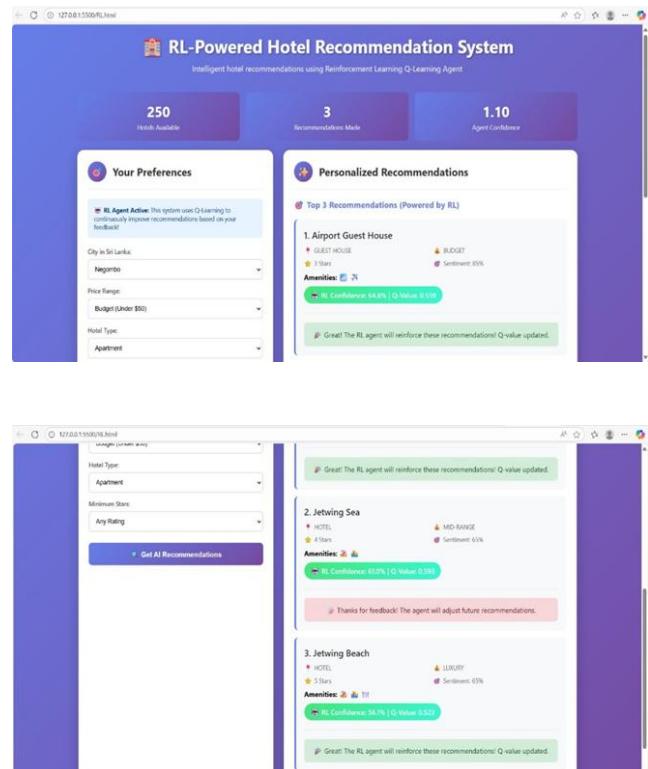 127.0.0.1:5500/RL.html
RL-Powered Hotel Recommendation System
Intelligent hotel recommendations using Reinforcement Learning Q-Learning Agent
250
Hotels Available
3
Recommendations Made
1.10
Agent Confidence
Your Preferences
RL Agent Active: This system uses Q-Learning to
continuously improve recommendations based on your
feedback!
City in Sri Lanka:
Negombo
Price Range:
Budget (Under $50)
Hotel Type:
Apartment
Personalized Recommendations
Top 3 Recommendations (Powered by RL)
1. Airport Guest House
GUEST HOUSE
BUDGET
3 Stars
Sentiment: 85%
Amenities:
RL Confidence: 64.8% | Q-Value: 0.599
Great! The RL agent will reinforce these recommendations! Q-value updated.
127.0.0.1:5500/RL.html
Budget (Under $50)
Hotel Type:
Apartment
Minimum Stars:
Any Rating
Get AI Recommendations
Great! The RL agent will reinforce these recommendations! Q-value updated.
2. Jetwing Sea
HOTEL
MID-RANGE
4 Stars
Sentiment: 65%
Amenities:
RL Confidence: 61.0% | Q-Value: 0.593
Thanks for feedback! The agent will adjust future recommendations.
3. Jetwing Beach
HOTEL
LUXURY
5 Stars
Sentiment: 65%
Amenities:
RL Confidence: 54.1% | Q-Value: 0.523
Great! The RL agent will reinforce these recommendations! Q-value updated.